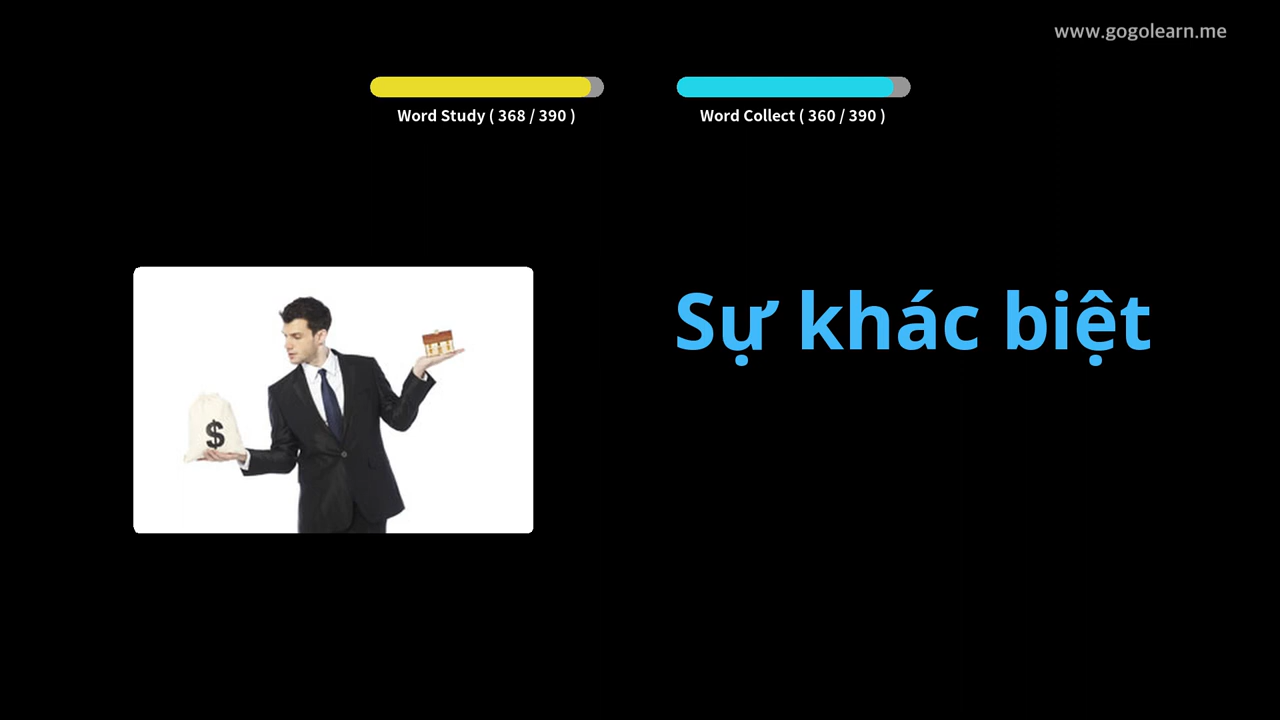 www.gogolearn.me
Word Study ( 368 / 390 )
Word Collect ( 360 / 390 )
Sự khác biệt
$